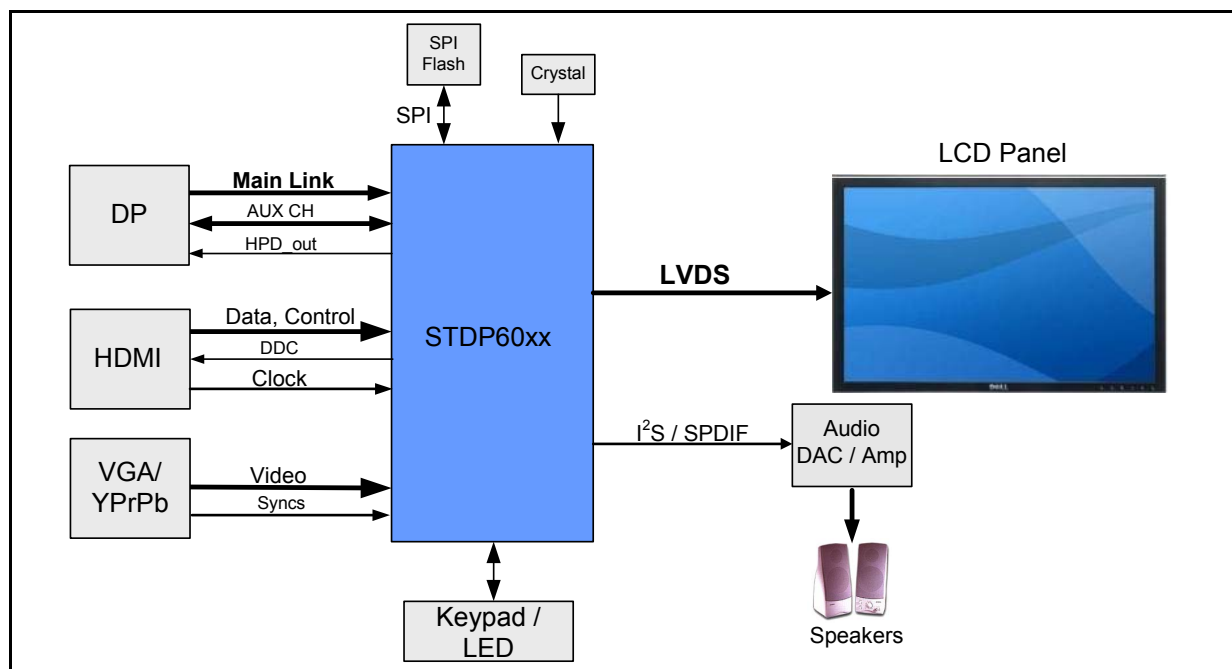 SPI
Flash
Crystal
SPI
LCD Panel
DP
Main Link
AUX CH
HPD_out
LVDS
STDP60xx
HDMI
Data, Control
DDC
Clock
DELL
I²S / SPDIF
Audio
DAC / Amp
VGA/
YPrPb
Video
Syncs
Keypad /
LED
Speakers